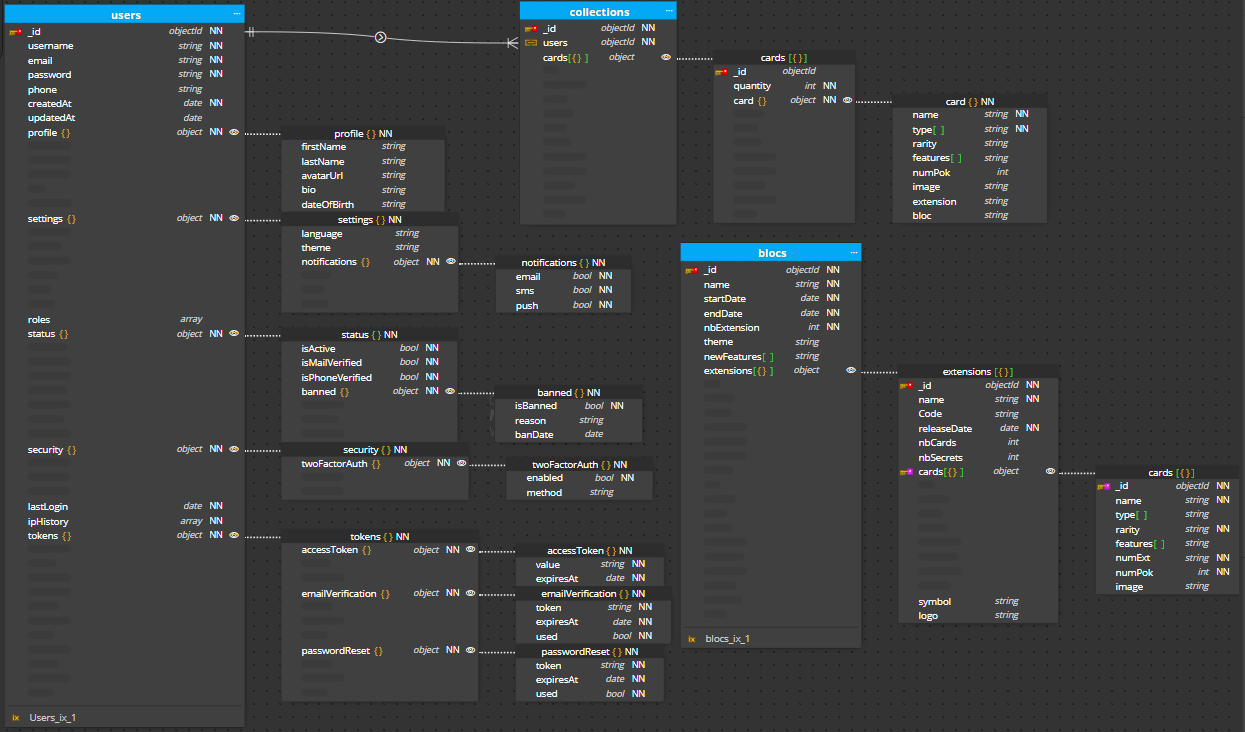 users ...
_id objectId NN
username string NN
email string NN
password string NN
phone string
createdAt date NN
updatedAt date
profile {} object NN
settings {} object NN
roles array
status {} object NN
security {} object NN
lastLogin date NN
ipHistory array NN
tokens {} object NN
ix Users_ix_1
profile {} NN
firstName string
lastName string
avatarUrl string
bio string
dateOfBirth string
settings {} NN
language string
theme string
notifications {} object NN
notifications {} NN
email bool NN
sms bool NN
push bool NN
status {} NN
isActive bool NN
isMailVerified bool NN
isPhoneVerified bool NN
banned {} object NN
banned {} NN
isBanned bool NN
reason string
banDate date
security {} NN
twoFactorAuth {} object NN
twoFactorAuth {} NN
enabled bool NN
method string
tokens {} NN
accessToken {} object NN
emailVerification {} object NN
passwordReset {} object NN
accessToken {} NN
value string NN
expiresAt date NN
emailVerification {} NN
token string NN
expiresAt date NN
used bool NN
passwordReset {} NN
token string NN
expiresAt date NN
used bool NN
collections ...
_id objectId NN
users objectId NN
cards[{} ] object
cards [{}]
_id objectId
quantity int NN
card {} object NN
card {} NN
name string NN
type[ ] string NN
rarity string
features[ ] string
numPok int
image string
extension string
bloc string
blocs ...
_id objectId NN
name string NN
startDate date NN
endDate date NN
nbExtension int NN
theme string
newFeatures[ ] string
extensions[{} ] object
ix blocs_ix_1
extensions [{}]
_id objectId NN
name string NN
Code string
releaseDate date NN
nbCards int
nbSecrets int
cards[{} ] object
symbol string
logo string
cards [{}]
_id objectId NN
name string NN
type[ ] string
rarity string NN
features[ ] string
numExt string NN
numPok int NN
image string